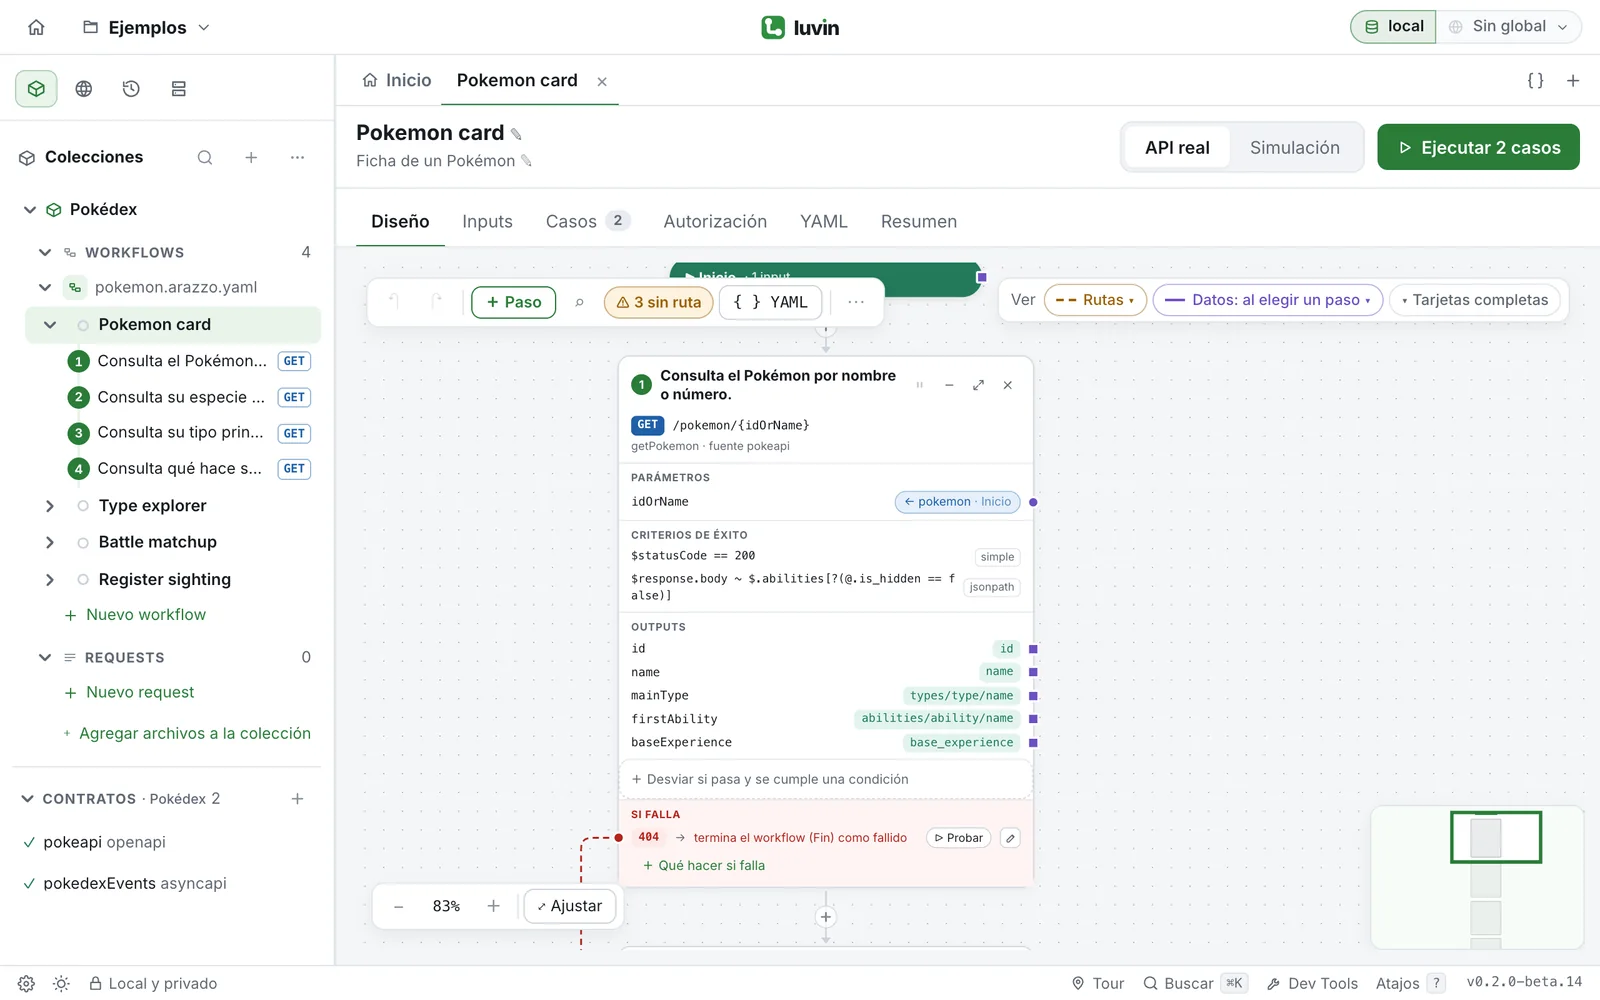 Ejemplos
luvin
local
Sin global
Inicio
Pokemon card
Colecciones
Pokédex
WORKFLOWS 4
pokemon.arazzo.yaml
Pokemon card
1 Consulta el Pokémon... GET
2 Consulta su especie ... GET
3 Consulta su tipo prin... GET
4 Consulta qué hace s... GET
Type explorer
Battle matchup
Register sighting
+ Nuevo workflow
REQUESTS 0
+ Nuevo request
+ Agregar archivos a la colección
CONTRATOS · Pokédex 2
pokeapi openapi
pokedexEvents asyncapi
Pokemon card
Ficha de un Pokémon
API real
Simulación
Ejecutar 2 casos
Diseño
Inputs
Casos 2
Autorización
YAML
Resumen
Inicio · 1 input
+ Paso
3 sin ruta
{ } YAML
...
Ver
Rutas
Datos: al elegir un paso
Tarjetas completas
1 Consulta el Pokémon por nombre
o número.
GET /pokemon/{idOrName}
getPokemon · fuente pokeapi
PARÁMETROS
idOrName ← pokemon · Inicio
CRITERIOS DE ÉXITO
$statusCode == 200 simple
$response.body ~ $.abilities[?(@.is_hidden == f
alse)] jsonpath
OUTPUTS
id id
name name
mainType types/type/name
firstAbility abilities/ability/name
baseExperience base_experience
+ Desviar si pasa y se cumple una condición
SI FALLA
404 → termina el workflow (Fin) como fallido Probar
+ Qué hacer si falla
− 83% + Ajustar
Local y privado
Tour
Buscar ⌘K
Dev Tools
Atajos ?
v0.2.0-beta.14